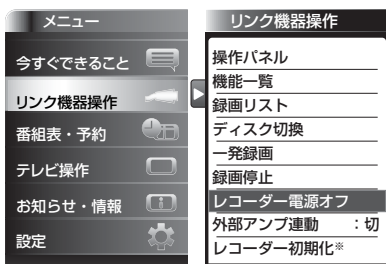 メニュー
今すぐできること
リンク機器操作
番組表・予約
テレビ操作
お知らせ・情報
設定
リンク機器操作
操作パネル
機能一覧
録画リスト
ディスク切換
一発録画
録画停止
レコーダー電源オフ
外部アンプ連動 :切
レコーダー初期化※